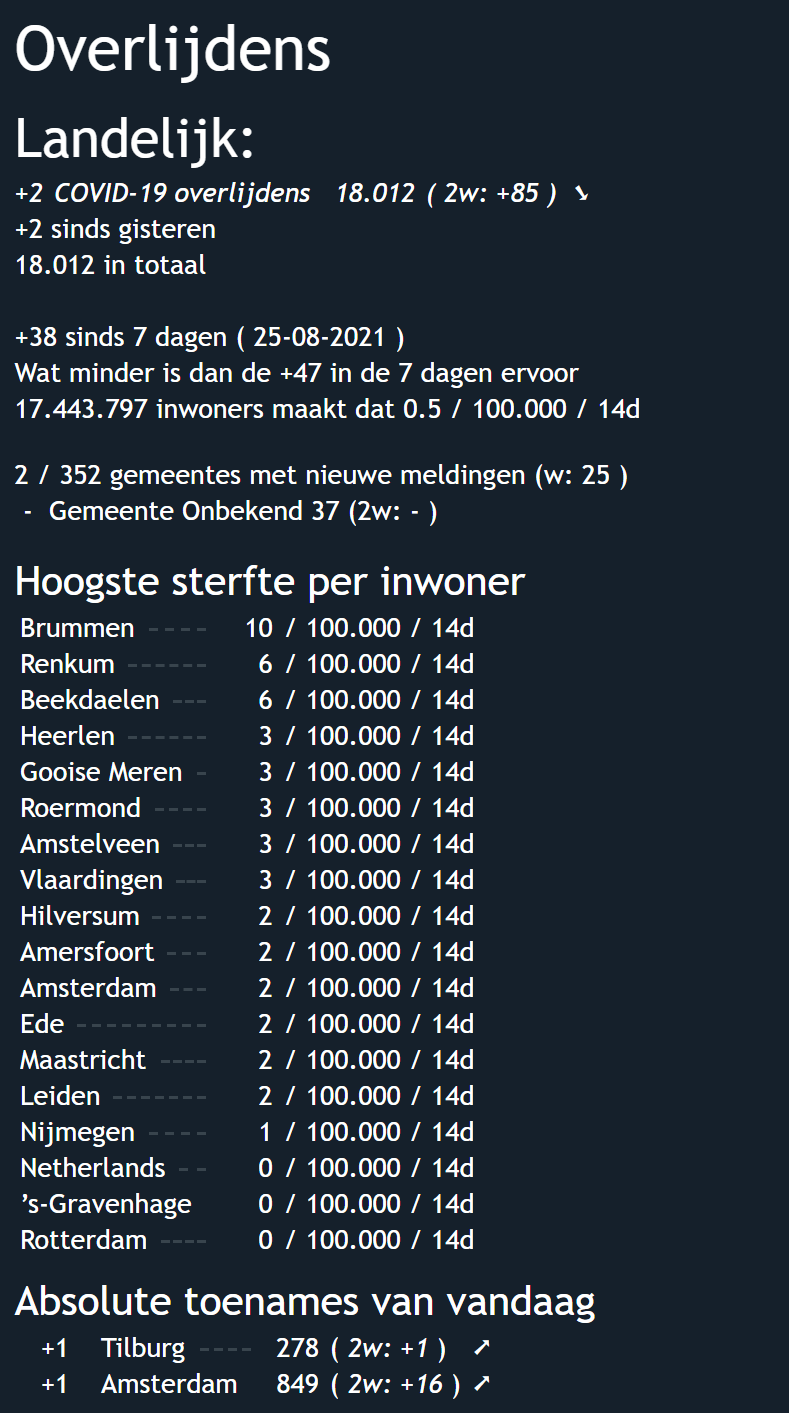 Overlijdens
Landelijk:
+2 COVID-19 overlijdens 18.012 ( 2w: +85 ) ➘
+2 sinds gisteren
18.012 in totaal
+38 sinds 7 dagen ( 25-08-2021 )
Wat minder is dan de +47 in de 7 dagen ervoor
17.443.797 inwoners maakt dat 0.5 / 100.000 / 14d
2 / 352 gemeentes met nieuwe meldingen (w: 25 )
- Gemeente Onbekend 37 (2w: - )
Hoogste sterfte per inwoner
Brummen ---- 10 / 100.000 / 14d
Renkum ------ 6 / 100.000 / 14d
Beekdaelen --- 6 / 100.000 / 14d
Heerlen ------ 3 / 100.000 / 14d
Gooise Meren - 3 / 100.000 / 14d
Roermond ---- 3 / 100.000 / 14d
Amstelveen --- 3 / 100.000 / 14d
Vlaardingen --- 3 / 100.000 / 14d
Hilversum ---- 2 / 100.000 / 14d
Amersfoort --- 2 / 100.000 / 14d
Amsterdam --- 2 / 100.000 / 14d
Ede --------- 2 / 100.000 / 14d
Maastricht ---- 2 / 100.000 / 14d
Leiden ------- 2 / 100.000 / 14d
Nijmegen ---- 1 / 100.000 / 14d
Netherlands -- 0 / 100.000 / 14d
’s-Gravenhage 0 / 100.000 / 14d
Rotterdam ---- 0 / 100.000 / 14d
Absolute toenames van vandaag
+1 Tilburg ---- 278 ( 2w: +1 ) ➚
+1 Amsterdam 849 ( 2w: +16 ) ➚